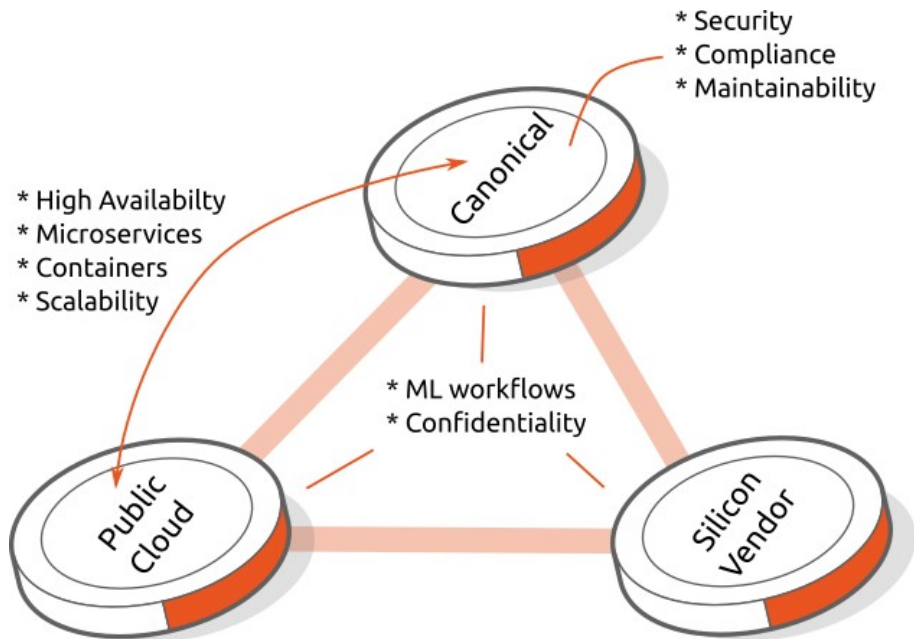 * Security
* Compliance
* Maintainability
Canonical
* High Availabilty
* Microservices
* Containers
* Scalability
* ML workflows
* Confidentiality
Public
Cloud
Silicon
Vendor